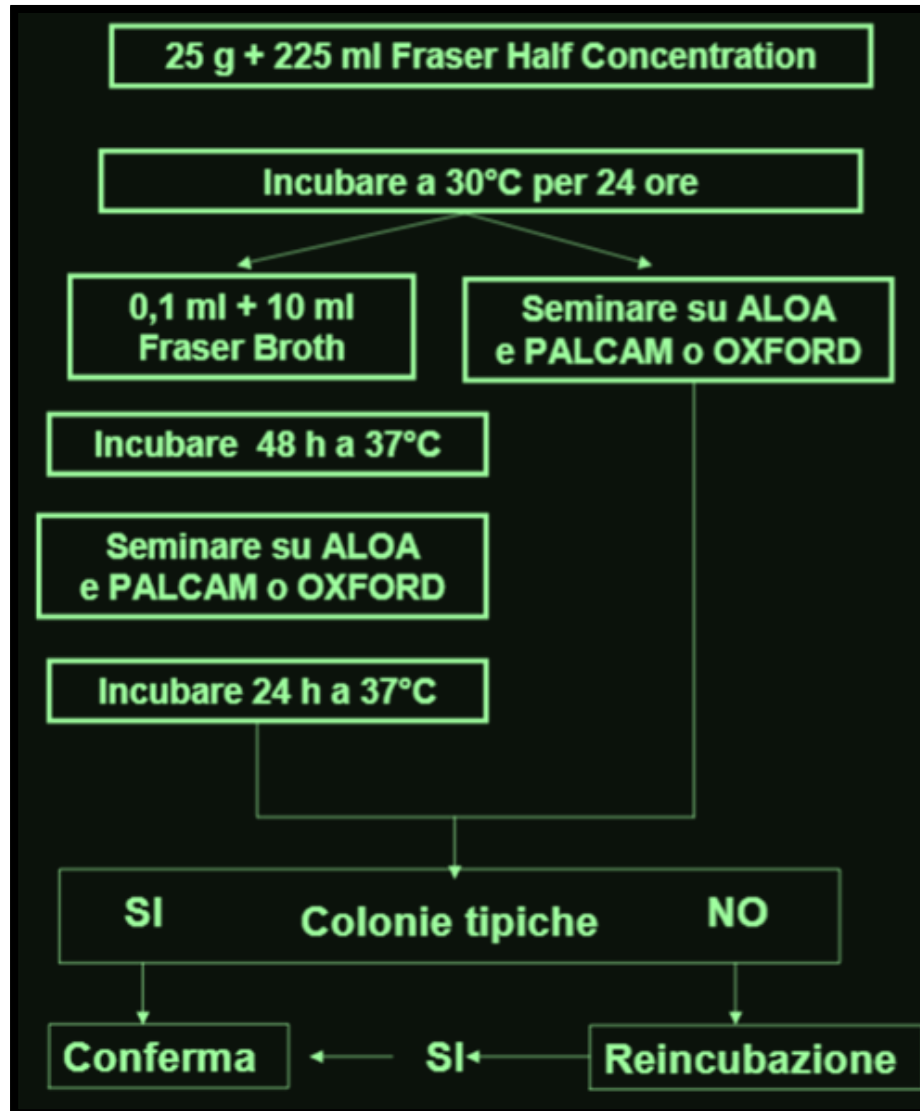 25 g + 225 ml Fraser Half Concentration
Incubare a 30°C per 24 ore
0,1 ml + 10 ml
Fraser Broth
Seminare su ALOA
e PALCAM o OXFORD
Incubare 48 h a 37°C
Seminare su ALOA
e PALCAM o OXFORD
Incubare 24 h a 37°C
SI
Colonie tipiche
NO
Conferma
SI
Reincubazione